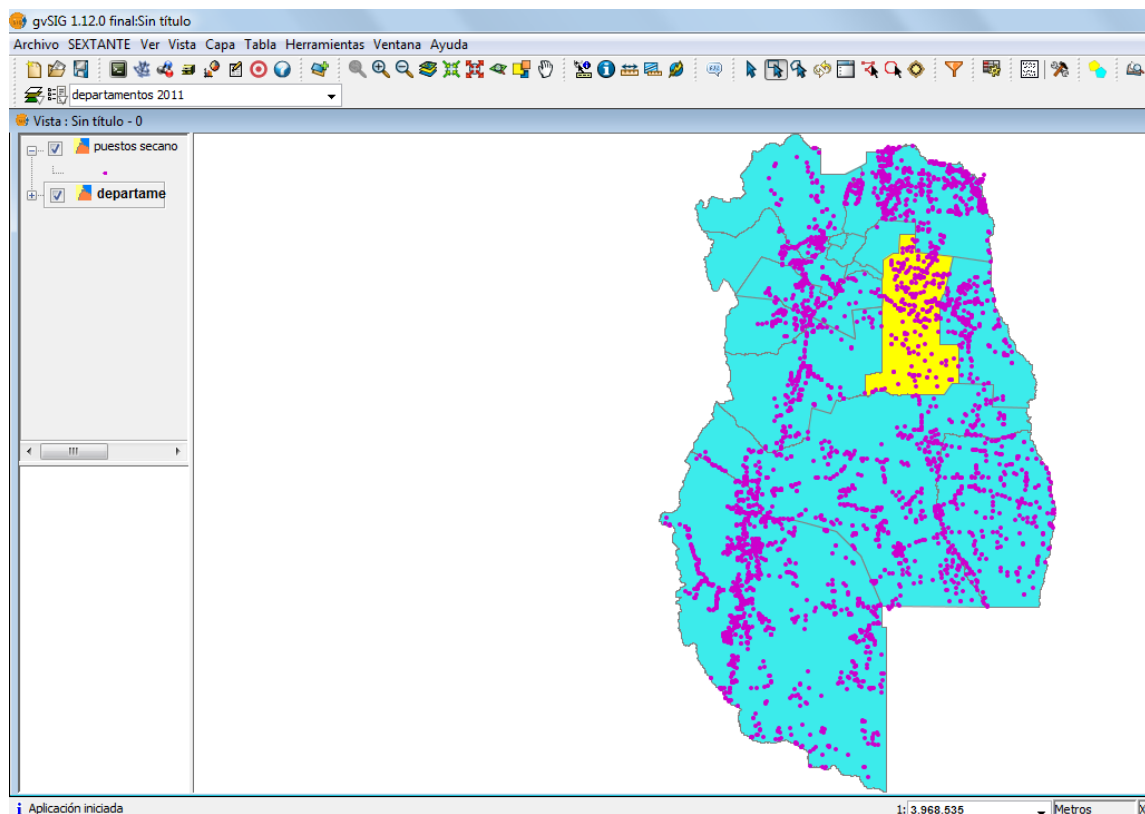 gvSIG 1.12.0 final:Sin título
Archivo SEXTANTE Ver Vista Capa Tabla Herramientas Ventana Ayuda
departamentos 2011
Vista : Sin título - 0
puestos secano
departame
Aplicación iniciada
1: 3.968.535 Metros X